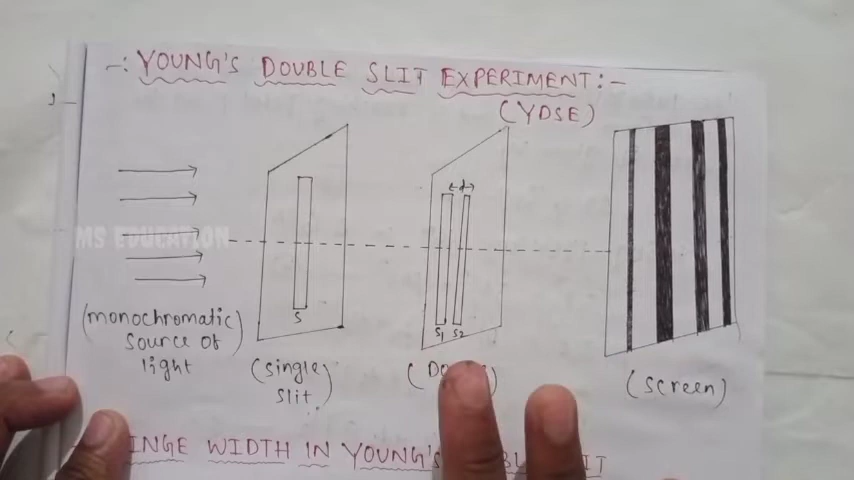 -: YOUNG'S DOUBLE SLIT EXPERIMENT:-
(YDSE)
d
MS EDUCATION
S
S1 S2
(monochromatic)
source of
light
(single
slit)
(screen)
WIDTH IN YOUNG'S